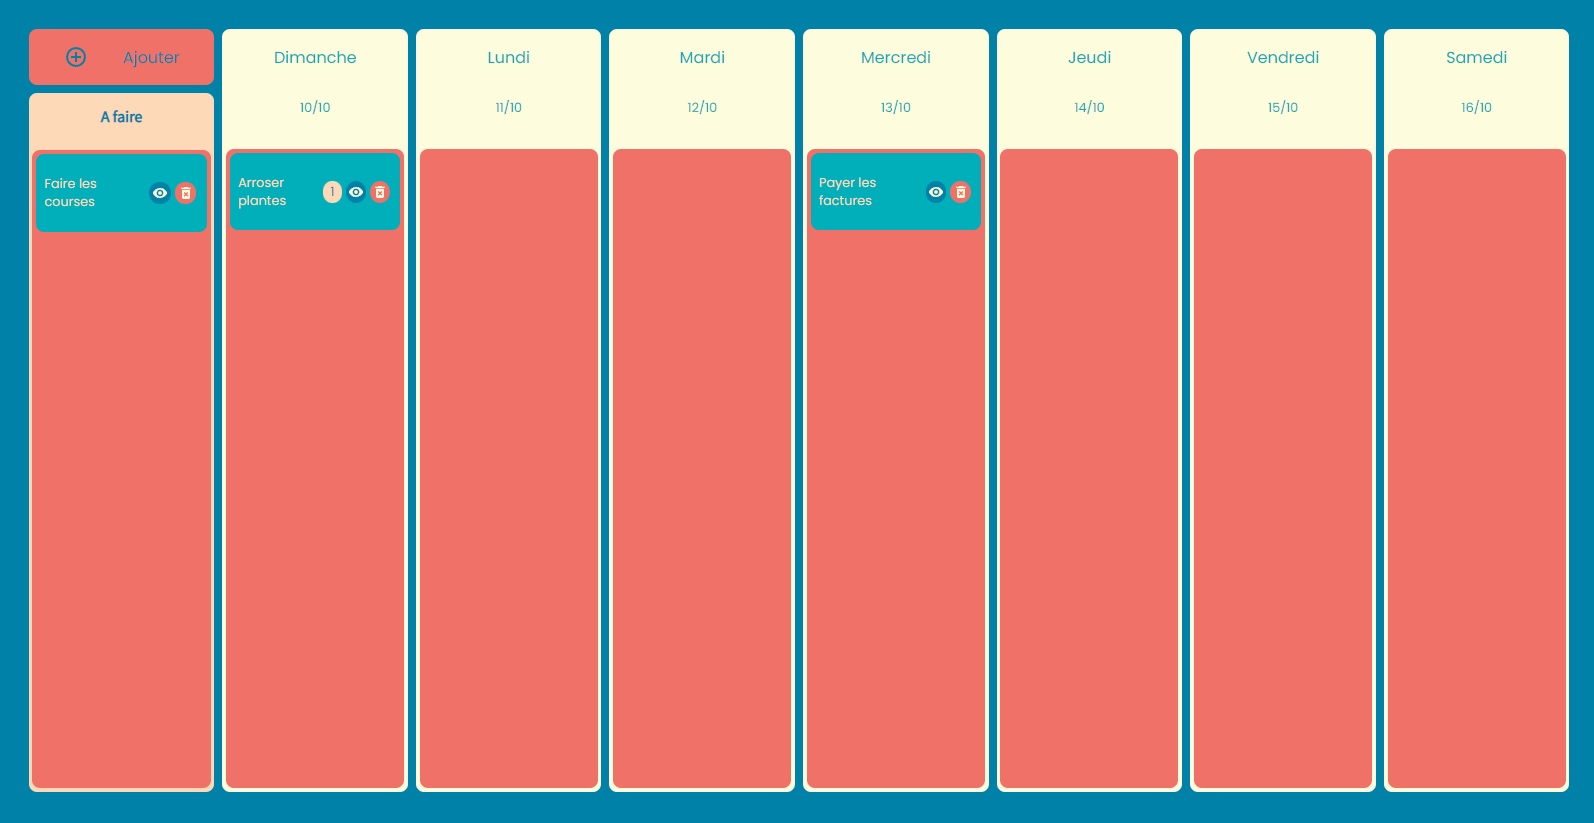 Ajouter
A faire
Faire les
courses
Dimanche
10/10
Arroser
plantes
1
Lundi
11/10
Mardi
12/10
Mercredi
13/10
Payer les
factures
Jeudi
14/10
Vendredi
15/10
Samedi
16/10